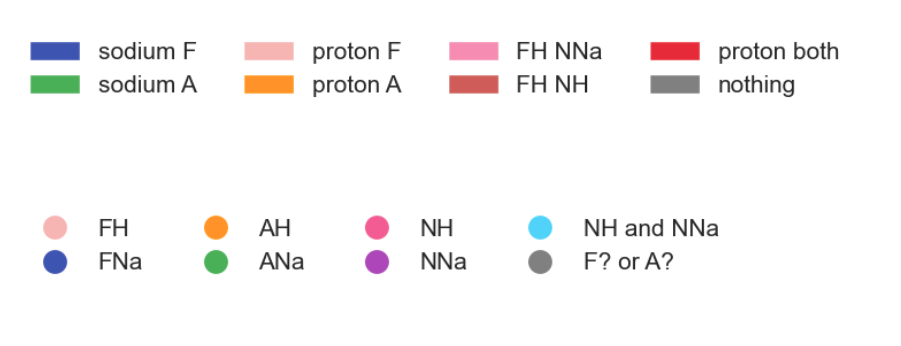 sodium F proton F FH NNa proton both
sodium A proton A FH NH nothing
FH AH NH NH and NNa
FNa ANa NNa F? or A?